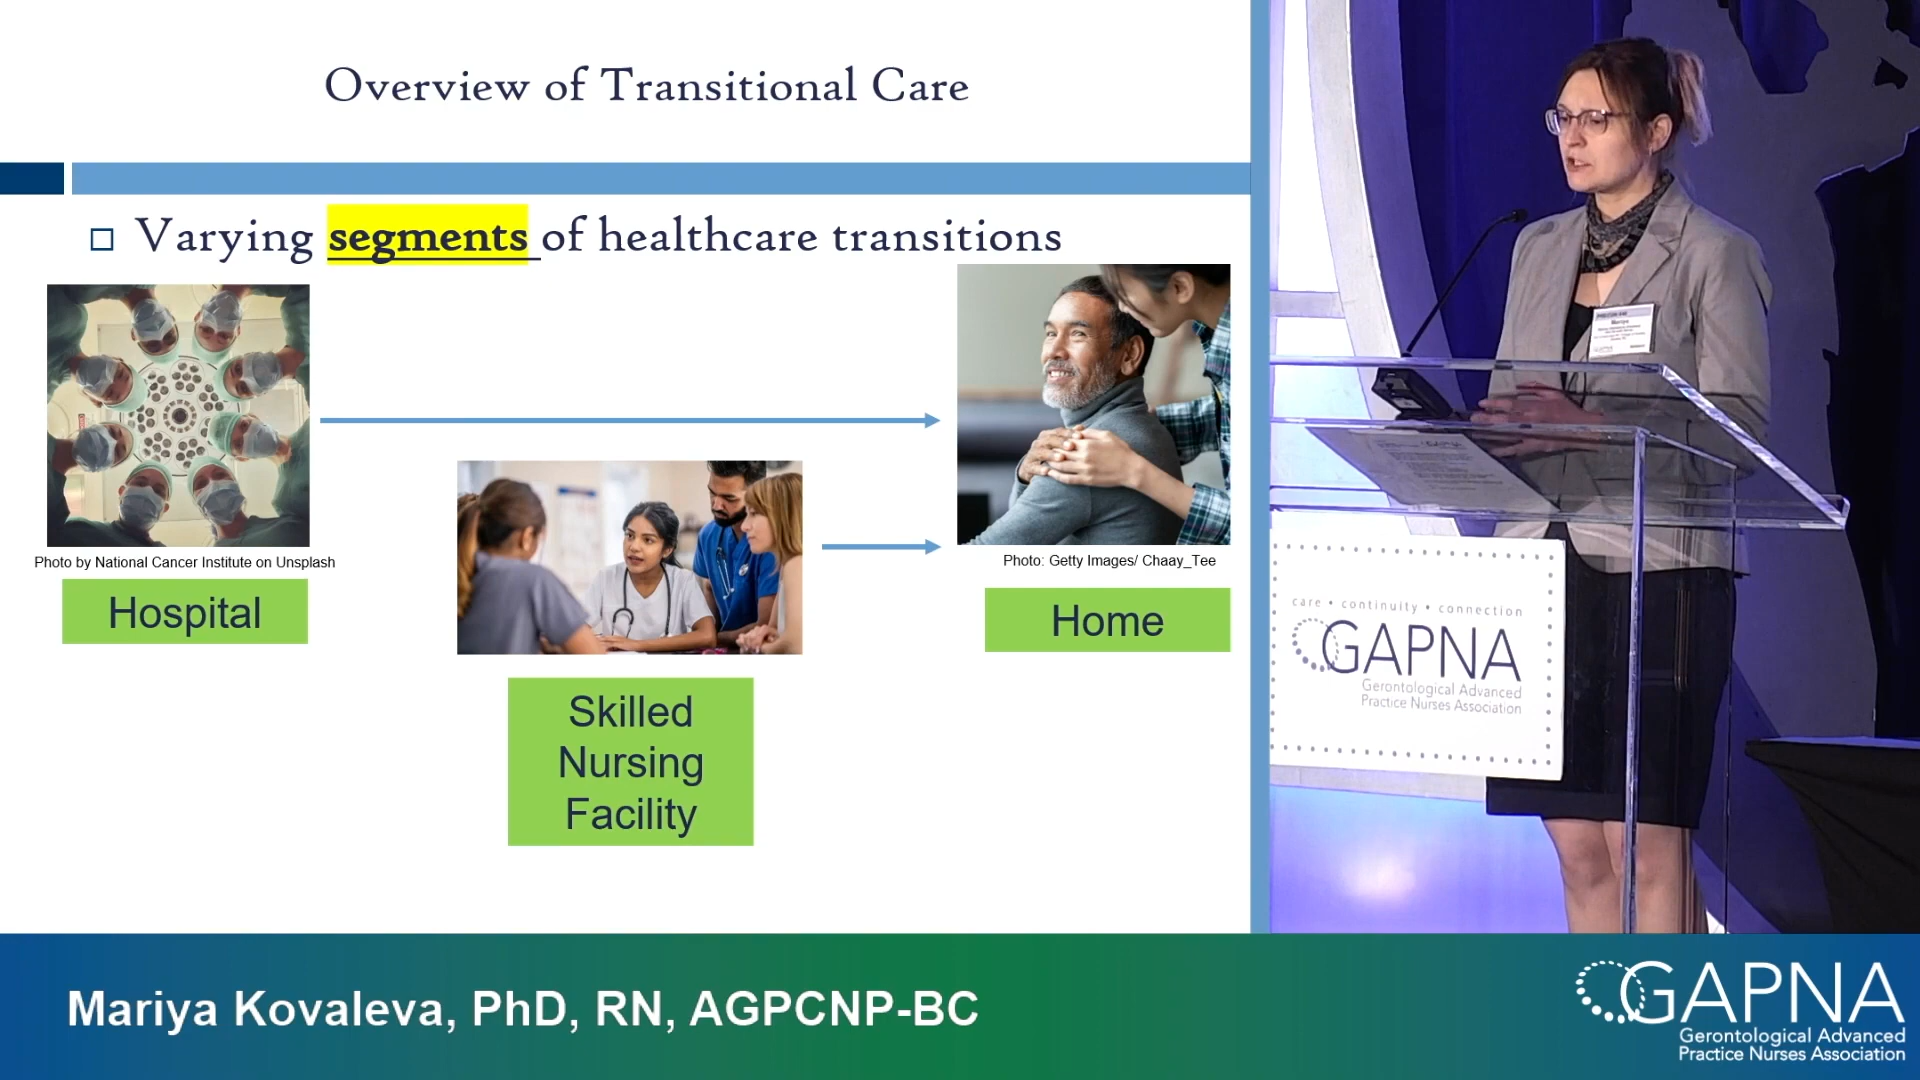 Overview of Transitional Care
Varying segments of healthcare transitions
Photo by National Cancer Institute on Unsplash
Hospital
Skilled
Nursing
Facility
Photo: Getty Images/ Chaay_Tee
Home
Mariya
care • continuity • connection
GAPNA
Gerontological Advanced
Practice Nurses Association
Mariya Kovaleva, PhD, RN, AGPCNP-BC
GAPNA
Gerontological Advanced
Practice Nurses Association